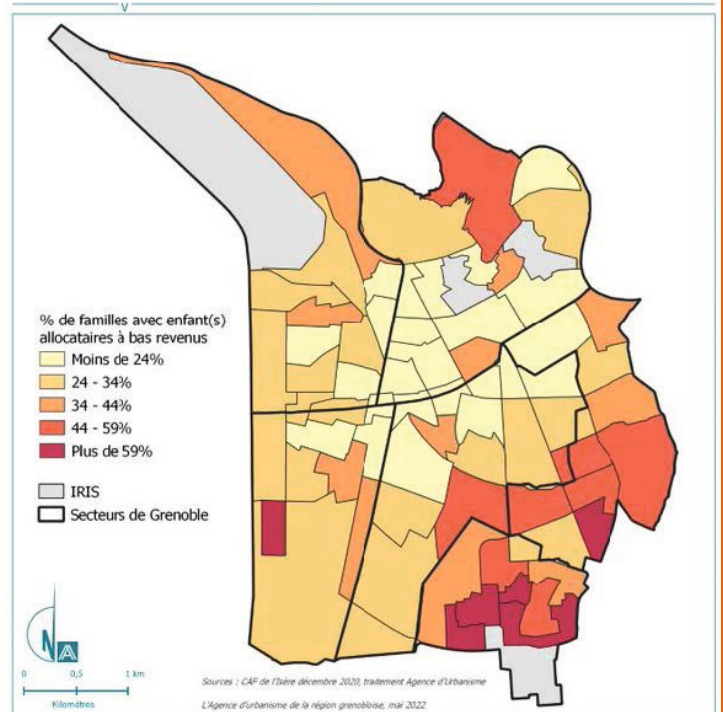 % de familles avec enfant(s)
allocataires à bas revenus
Moins de 24%
24 - 34%
34 - 44%
44 - 59%
Plus de 59%
IRIS
Secteurs de Grenoble
N
0 0,5 1 km
Kilomètres
Sources : CAF de l'Isère décembre 2020, traitement Agence d'Urbanisme
L'Agence d'urbanisme de la région grenobloise, mai 2022